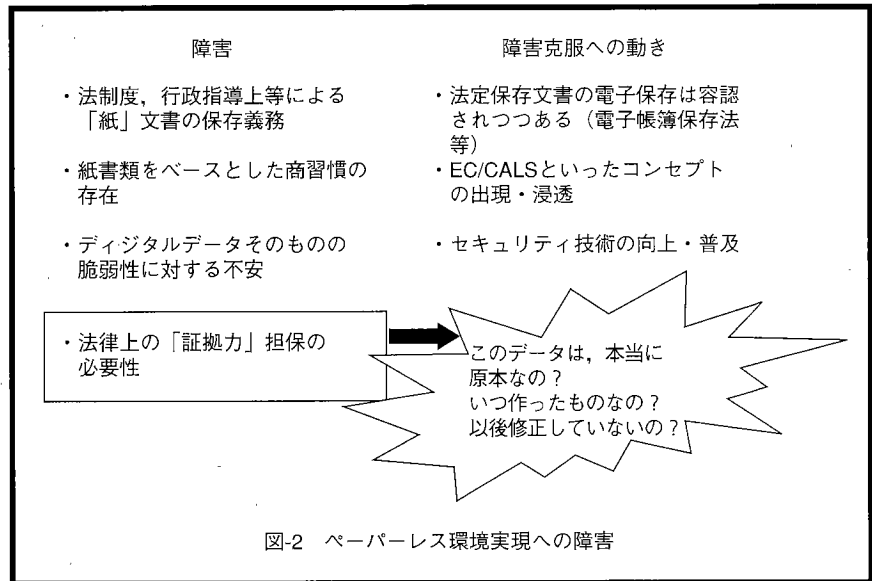 障害
・法制度，行政指導上等による
「紙」文書の保存義務
・紙書類をベースとした商習慣の
存在
・ディジタルデータそのものの
脆弱性に対する不安
・法律上の「証拠力」担保の
必要性
障害克服への動き
・法定保存文書の電子保存は容認
されつつある（電子帳簿保存法
等）
・EC/CALSといったコンセプト
の出現・浸透
・セキュリティ技術の向上・普及
このデータは，本当に
原本なの？
いつ作ったものなの？
以後修正していないの？
図-2　ペーパーレス環境実現への障害